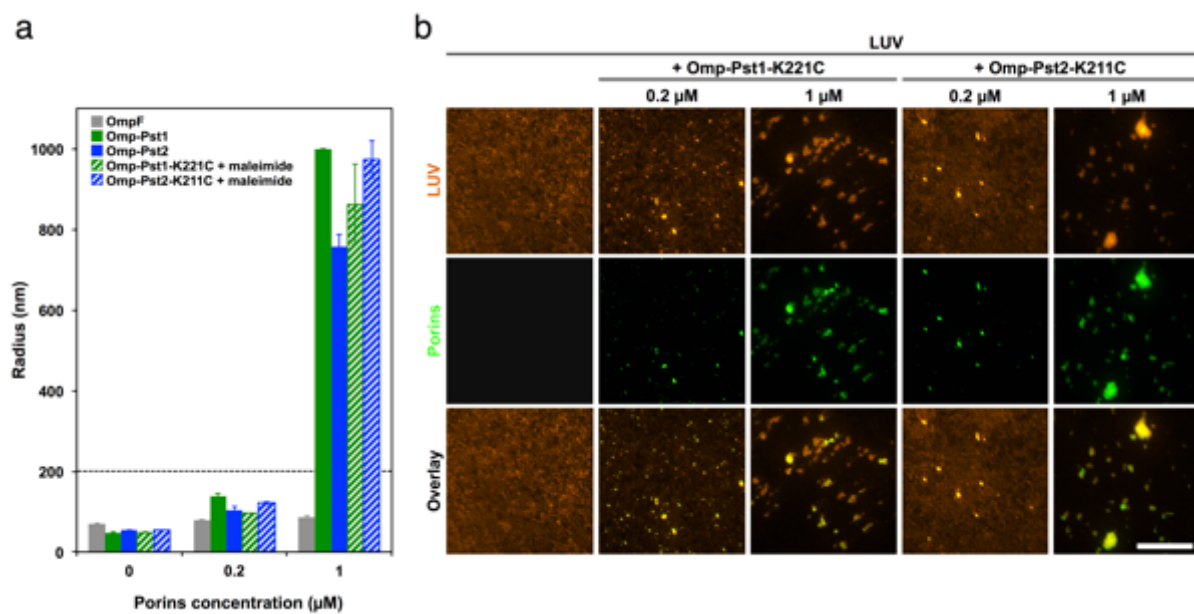 a
OmpF
Omp-Pst1
Omp-Pst2
Omp-Pst1-K221C + maleimide
Omp-Pst2-K211C + maleimide
1000
800
600
400
200
0
Radius (nm)
0 0.2 1
Porins concentration (µM)
b
LUV
+ Omp-Pst1-K221C + Omp-Pst2-K211C
0.2 µM 1 µM 0.2 µM 1 µM
LUV
Porins
Overlay